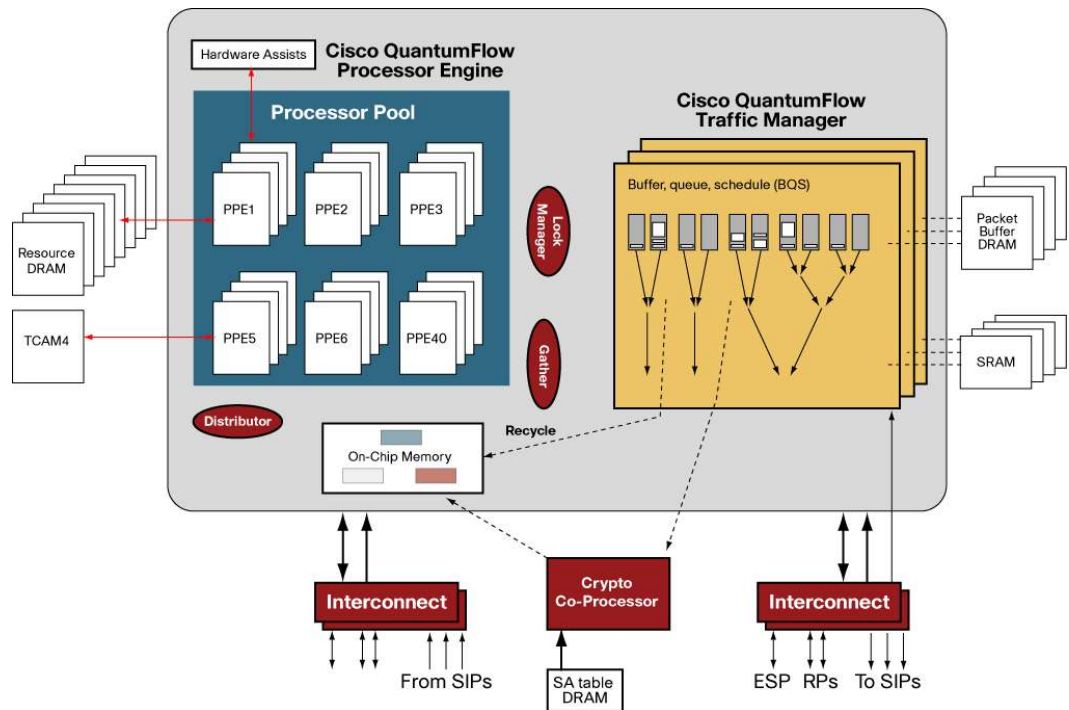 Hardware Assists
Cisco QuantumFlow
Processor Engine
Processor Pool
PPE1
PPE2
PPE3
PPE5
PPE6
PPE40
Resource
DRAM
TCAM4
Lock
Manager
Gather
Distributor
Cisco QuantumFlow
Traffic Manager
Buffer, queue, schedule (BQS)
Packet
Buffer
DRAM
SRAM
Recycle
On-Chip Memory
Interconnect
From SIPs
Crypto
Co-Processor
SA table
DRAM
Interconnect
ESP
RPs
To SIPs